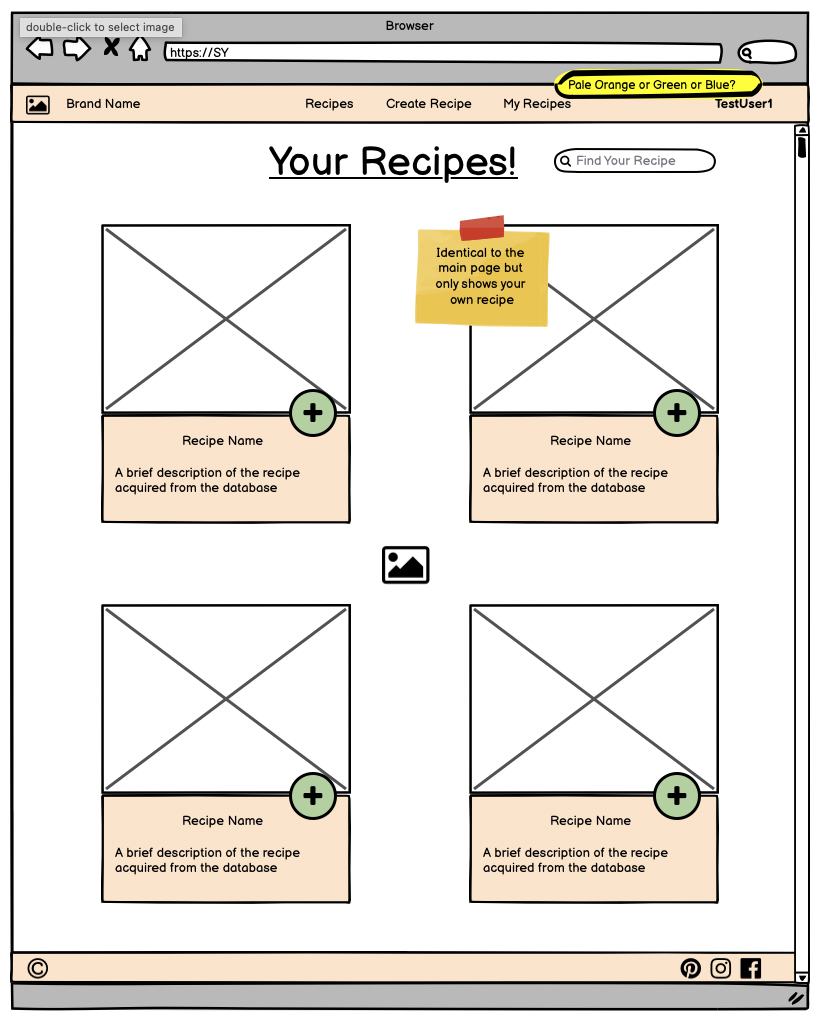 double-click to select image
Browser
https://SY
Pale Orange or Green or Blue?
Brand Name
Recipes
Create Recipe
My Recipes
TestUser1
Your Recipes!
Find Your Recipe
Identical to the
main page but
only shows your
own recipe
Recipe Name
A brief description of the recipe
acquired from the database
Recipe Name
A brief description of the recipe
acquired from the database
Recipe Name
A brief description of the recipe
acquired from the database
Recipe Name
A brief description of the recipe
acquired from the database
©